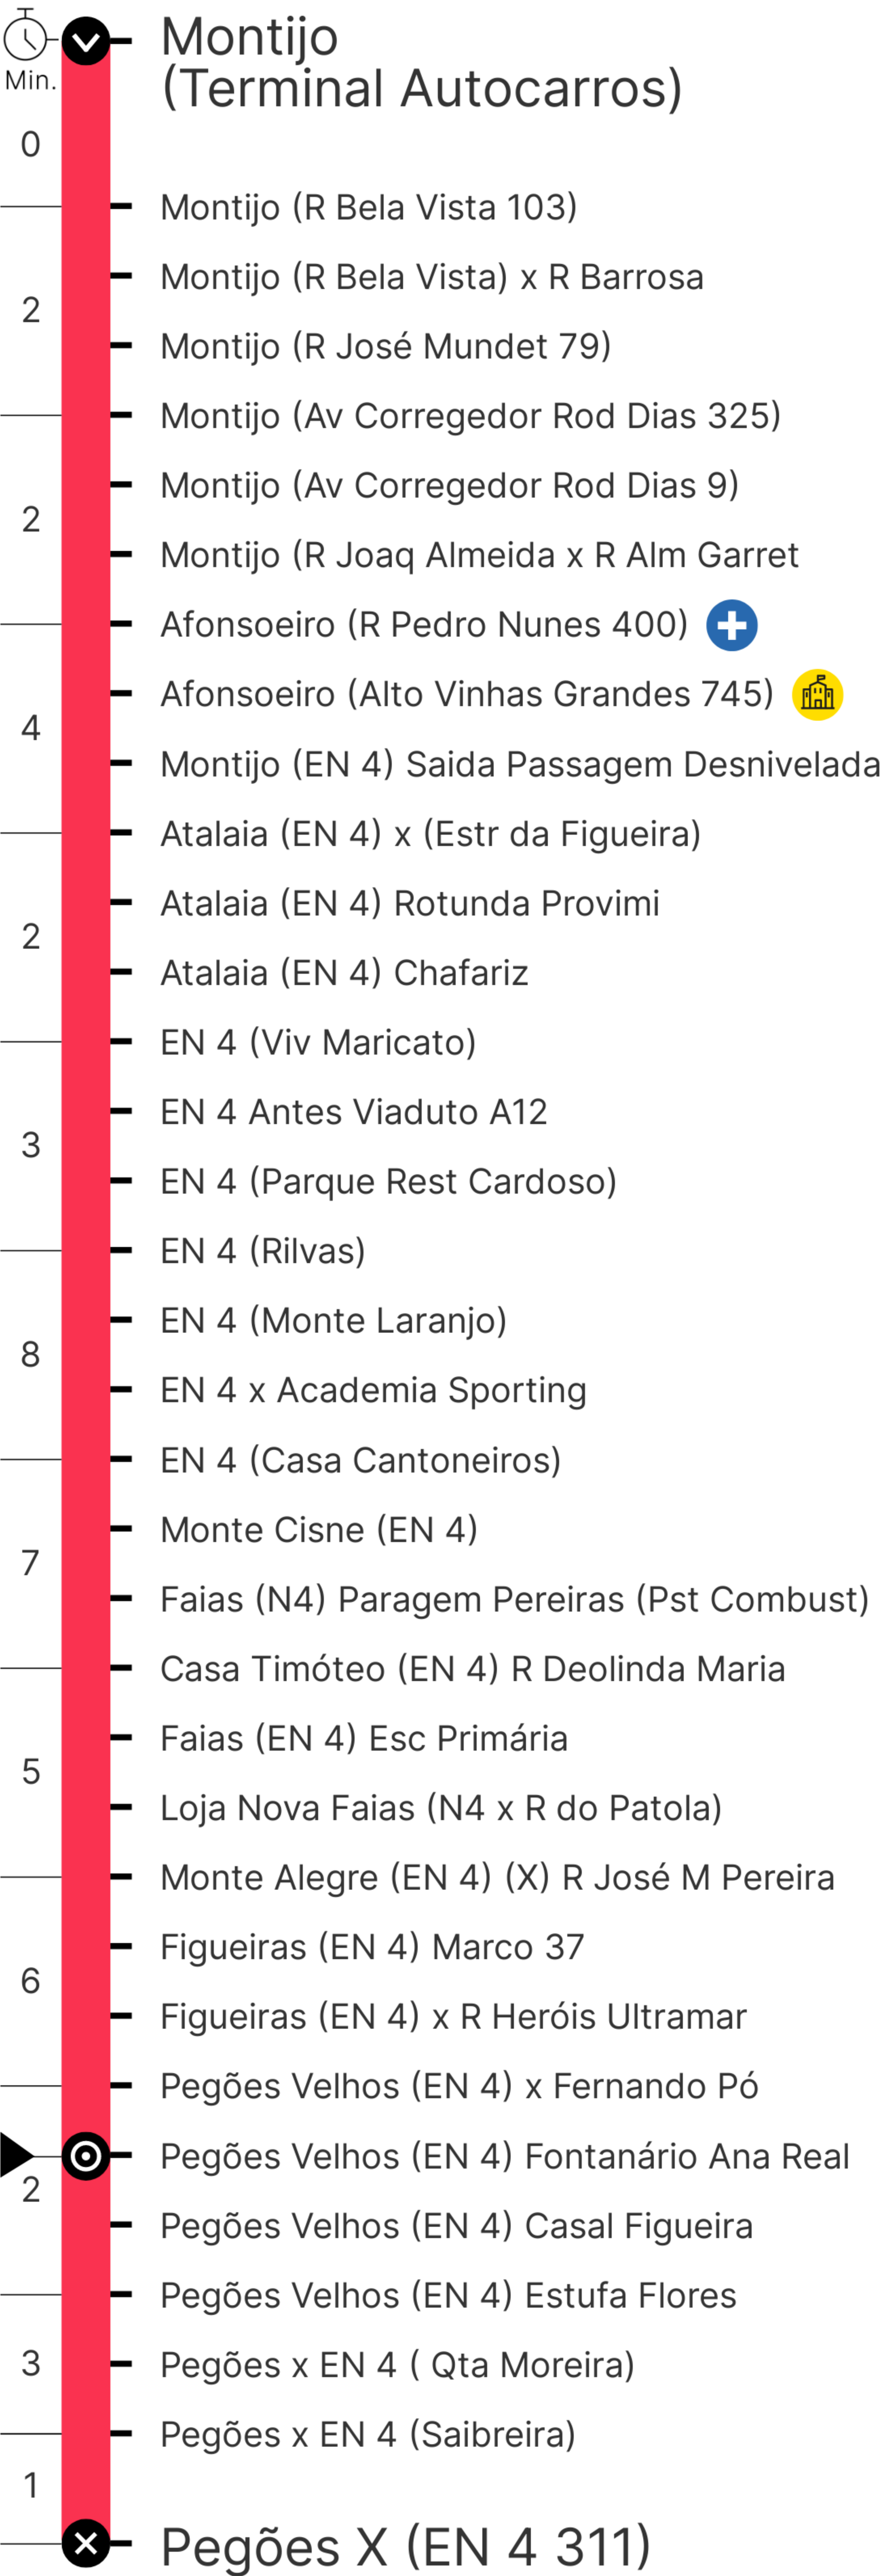 Montijo
(Terminal Autocarros)
Min.
0
Montijo (R Bela Vista 103)
Montijo (R Bela Vista) x R Barrosa
2
Montijo (R José Mundet 79)
Montijo (Av Corregedor Rod Dias 325)
Montijo (Av Corregedor Rod Dias 9)
2
Montijo (R Joaq Almeida x R Alm Garret
Afonsoeiro (R Pedro Nunes 400)
Afonsoeiro (Alto Vinhas Grandes 745)
4
Montijo (EN 4) Saida Passagem Desnivelada
Atalaia (EN 4) x (Estr da Figueira)
Atalaia (EN 4) Rotunda Provimi
2
Atalaia (EN 4) Chafariz
EN 4 (Viv Maricato)
EN 4 Antes Viaduto A12
3
EN 4 (Parque Rest Cardoso)
EN 4 (Rilvas)
EN 4 (Monte Laranjo)
8
EN 4 x Academia Sporting
EN 4 (Casa Cantoneiros)
Monte Cisne (EN 4)
7
Faias (N4) Paragem Pereiras (Pst Combust)
Casa Timóteo (EN 4) R Deolinda Maria
Faias (EN 4) Esc Primária
5
Loja Nova Faias (N4 x R do Patola)
Monte Alegre (EN 4) (X) R José M Pereira
Figueiras (EN 4) Marco 37
6
Figueiras (EN 4) x R Heróis Ultramar
Pegões Velhos (EN 4) x Fernando Pó
Pegões Velhos (EN 4) Fontanário Ana Real
2
Pegões Velhos (EN 4) Casal Figueira
Pegões Velhos (EN 4) Estufa Flores
3
Pegões x EN 4 ( Qta Moreira)
Pegões x EN 4 (Saibreira)
1
Pegões X (EN 4 311)